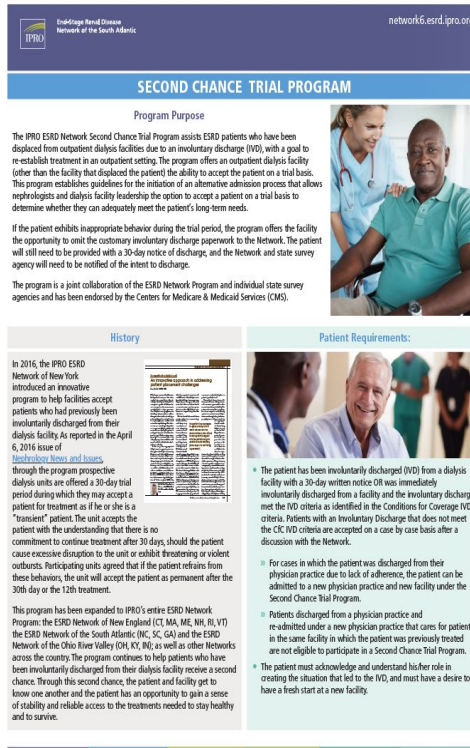 IPRO
End-Stage Renal Disease
Network of the South Atlantic
network6.esrd.ipro.org
SECOND CHANCE TRIAL PROGRAM
Program Purpose
The IPRO ESRD Network Second Chance Trial Program assists ESRD patients who have been
displaced from outpatient dialysis facilities due to an involuntary discharge (IVD), with a goal to
re-establish treatment in an outpatient setting. The program offers an outpatient dialysis facility
(other than the facility that displaced the patient) the ability to accept the patient on a trial basis.
This program establishes guidelines for the initiation of an alternative admission process that allows
nephrologists and dialysis facility leadership the option to accept a patient on a trial basis to
determine whether they can adequately meet the patient's long-term needs.
If the patient exhibits inappropriate behavior during the trial period, the program offers the facility
the opportunity to omit the customary involuntary discharge paperwork to the Network. The patient
will still need to be provided with a 30-day notice of discharge, and the Network and state survey
agency will need to be notified of the intent to discharge.
The program is a joint collaboration of the ESRD Network Program and individual state survey
agencies and has been endorsed by the Centers for Medicare & Medicaid Services (CMS).
History
In 2016, the IPRO ESRD
Network of New York
introduced an innovative
program to help facilities accept
patients who had previously been
involuntarily discharged from their
dialysis facility. As reported in the April
6, 2016 issue of
Nephrology News and Issues,
through the program prospective
dialysis units are offered a 30-day trial
period during which they may accept a
patient for treatment as if he or she is a
"transient" patient. The unit accepts the
patient with the understanding that there is no
commitment to continue treatment after 30 days, should the patient
cause excessive disruption to the unit or exhibit threatening or violent
outbursts. Participating units agreed that if the patient refrains from
these behaviors, the unit will accept the patient as permanent after the
30th day or the 12th treatment.
This program has been expanded to IPRO's entire ESRD Network
Program: the ESRD Network of New England (CT, MA, ME, NH, RI, VT)
the ESRD Network of the South Atlantic (NC, SC, GA) and the ESRD
Network of the Ohio River Valley (OH, KY, IN); as well as other Networks
across the country. The program continues to help patients who have
been involuntarily discharged from their dialysis facility receive a second
chance. Through this second chance, the patient and facility get to
know one another and the patient has an opportunity to gain a sense
of stability and reliable access to the treatments needed to stay healthy
and to survive.
Patient Requirements:
• The patient has been involuntarily discharged (IVD) from a dialysis
facility with a 30-day written notice OR was immediately
involuntarily discharged from a facility and the involuntary discharg
met the IVD criteria as identified in the Conditions for Coverage IVD
criteria. Patients with an Involuntary Discharge that does not meet
the CfC IVD criteria are accepted on a case by case basis after a
discussion with the Network.
» For cases in which the patient was discharged from their
physician practice due to lack of adherence, the patient can be
admitted to a new physician practice and new facility under the
Second Chance Trial Program.
» Patients discharged from a physician practice and
re-admitted under a new physician practice that cares for patient
in the same facility in which the patient was previously treated
are not eligible to participate in a Second Chance Trial Program.
• The patient must acknowledge and understand his/her role in
creating the situation that led to the IVD, and must have a desire to
have a fresh start at a new facility.